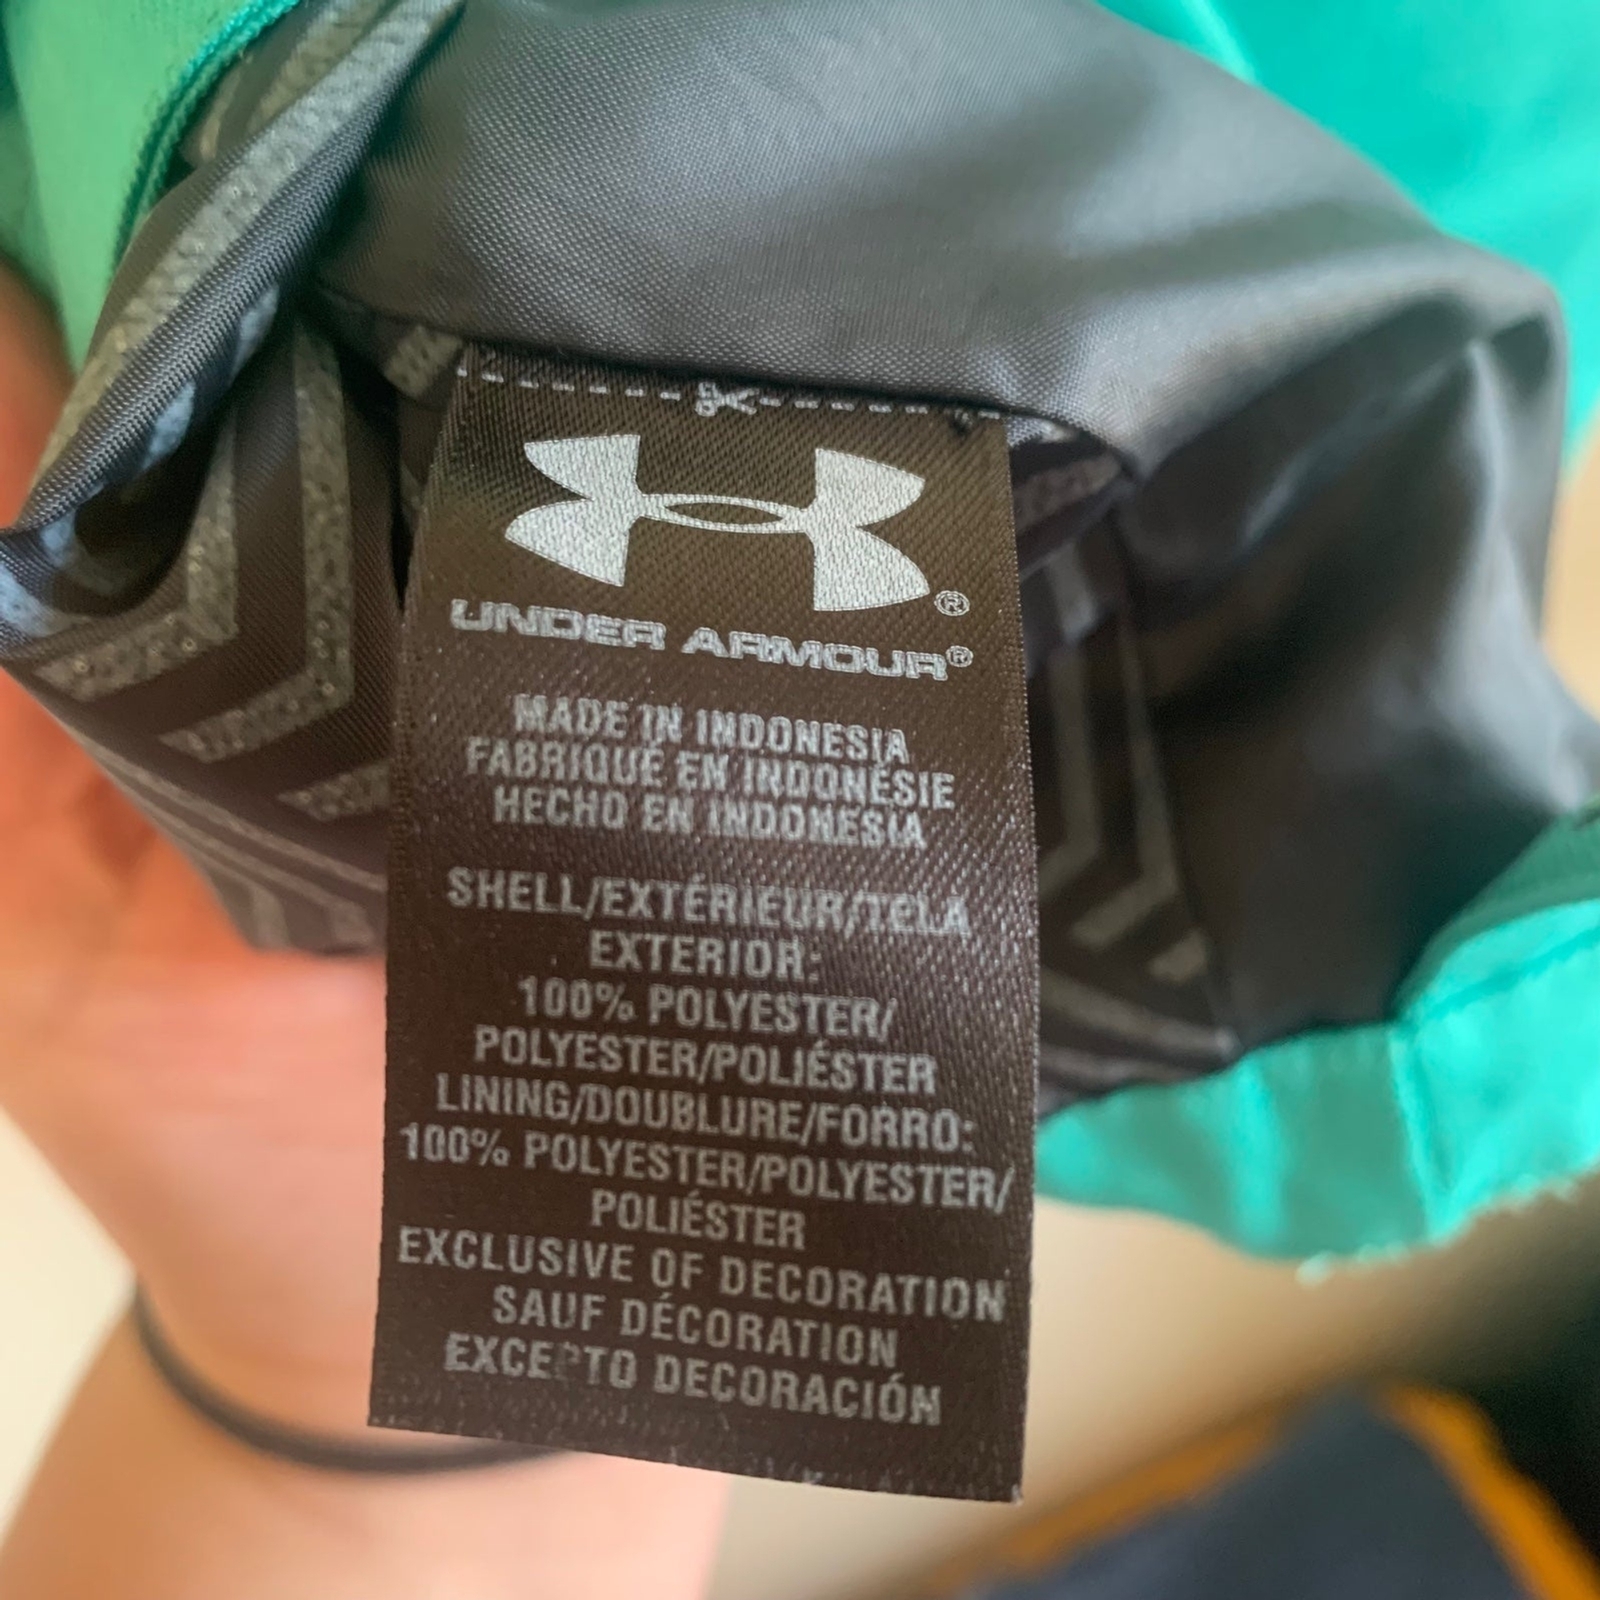 UNDER ARMOUR®
MADE IN INDONESIA
FABRIQUÉ EN INDONÉSIE
HECHO EN INDONESIA
SHELL/EXTÉRIEUR/TELA
EXTERIOR:
100% POLYESTER/
POLYESTER/POLIÉSTER
LINING/DOUBLURE/FORRO:
100% POLYESTER/POLYESTER/
POLIÉSTER
EXCLUSIVE OF DECORATION
SAUF DÉCORATION
EXCEPTO DECORACIÓN